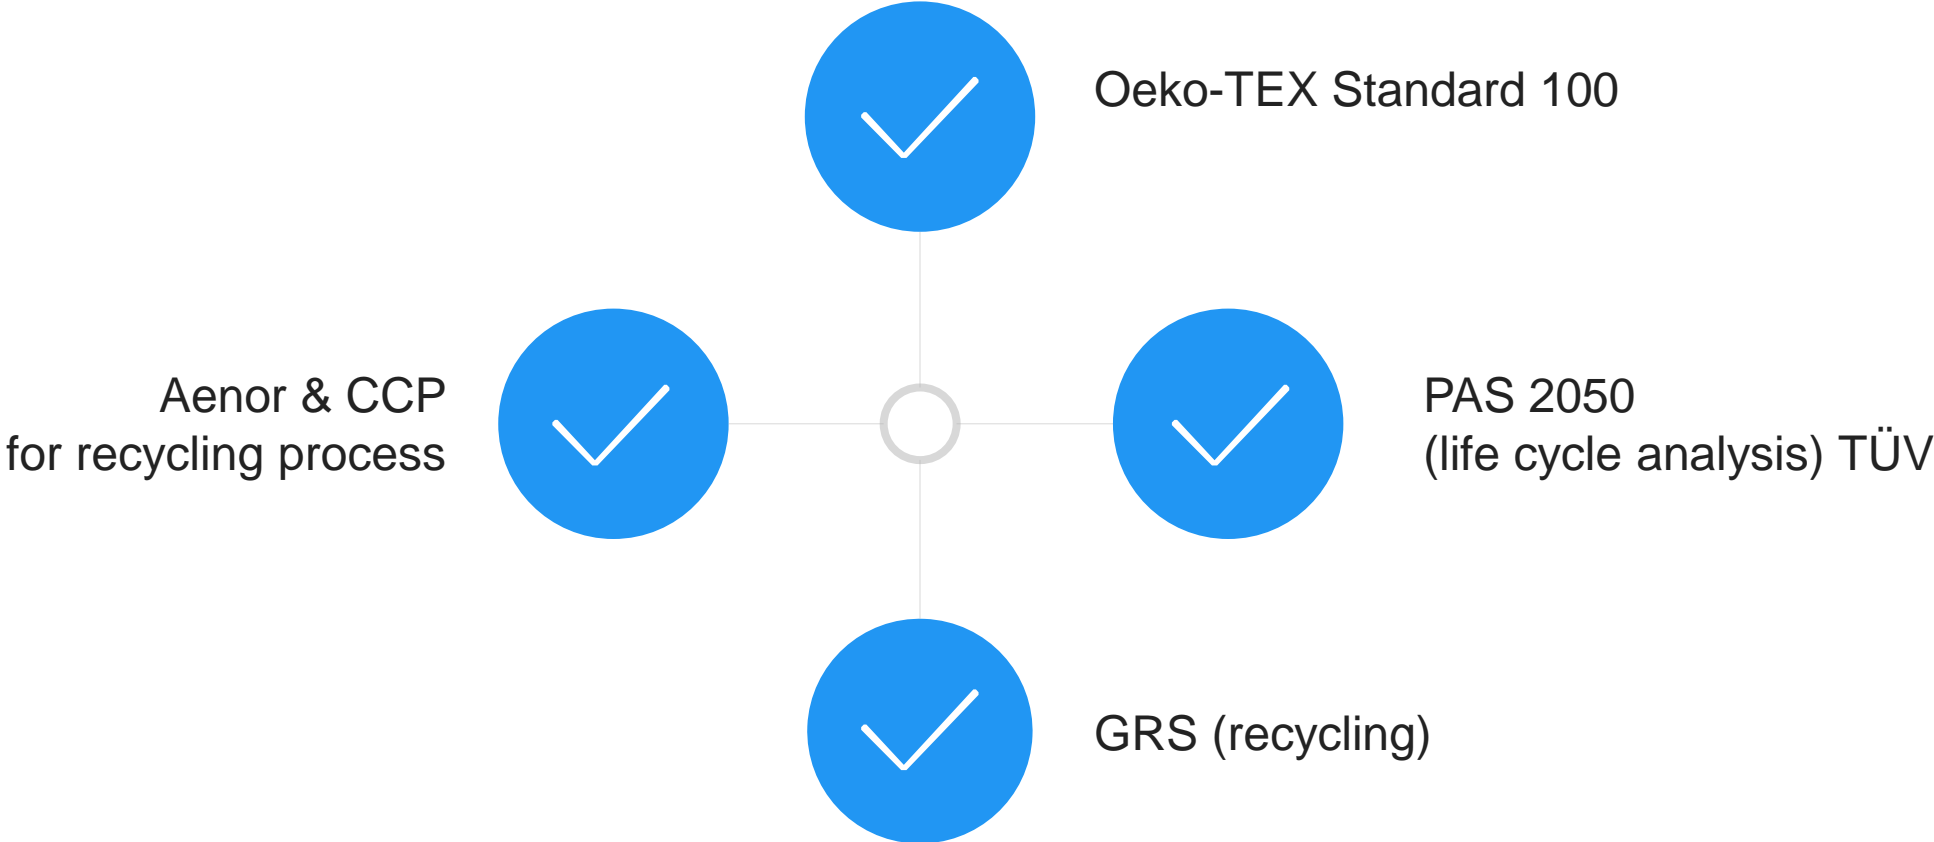 Oeko-TEX Standard 100
Aenor & CCP
for recycling process
PAS 2050
(life cycle analysis) TÜV
GRS (recycling)